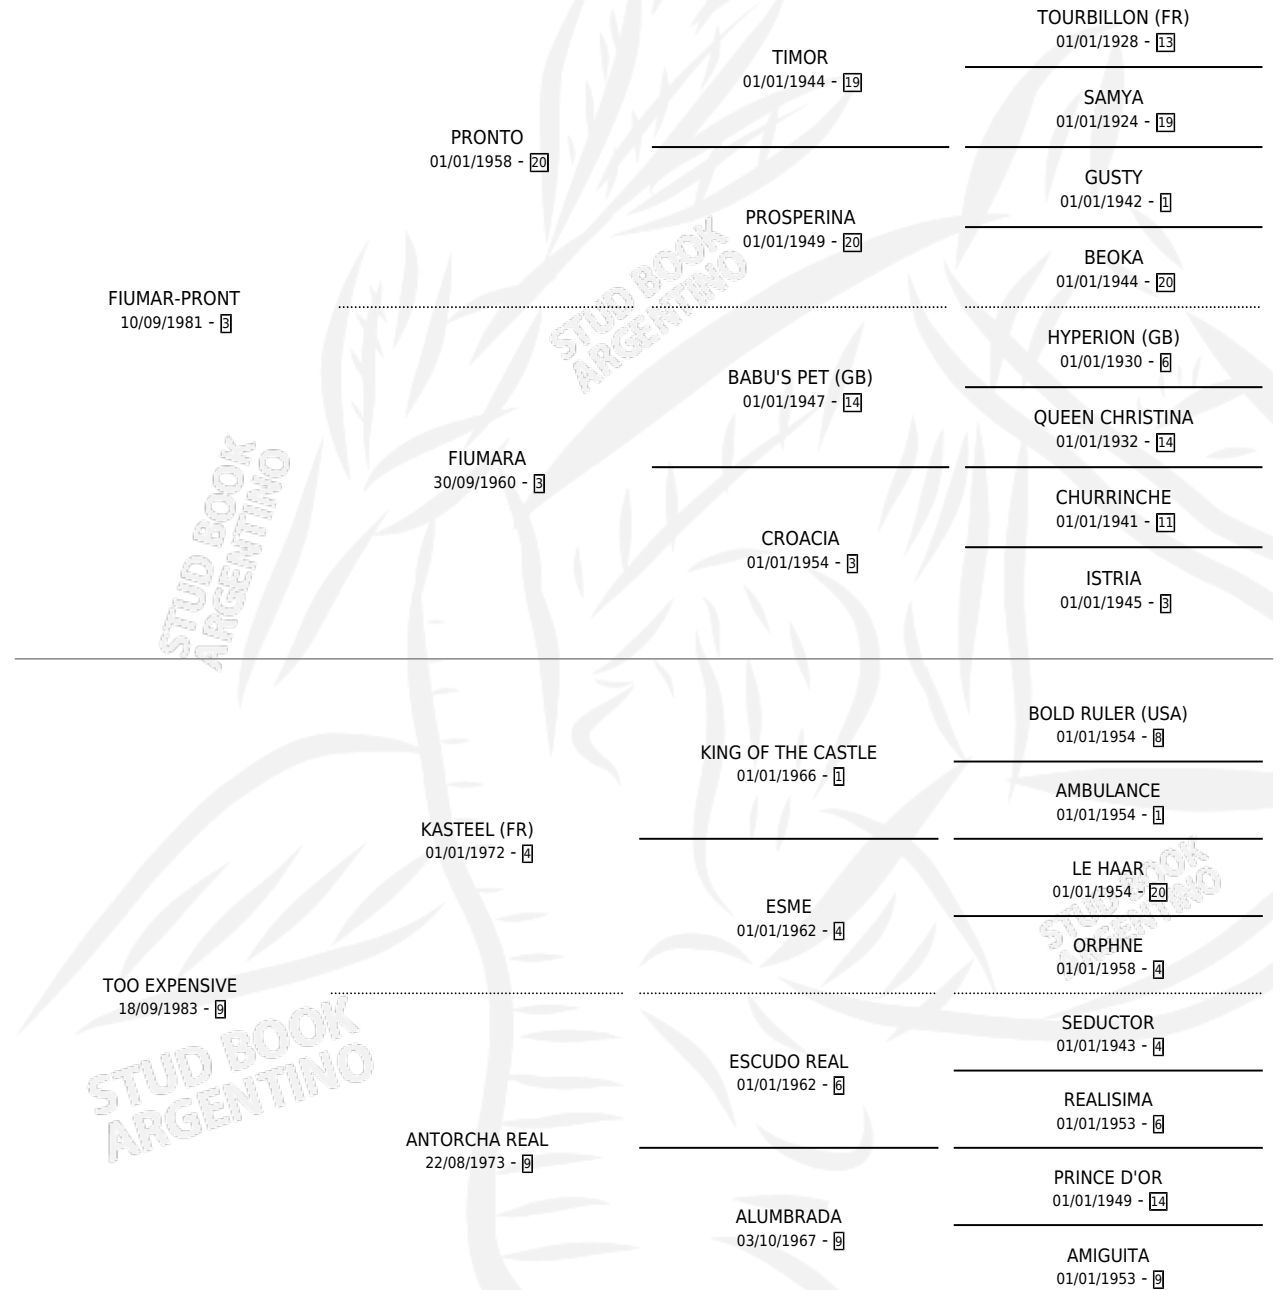 TOURBILLON (FR)
01/01/1928 - 13
TIMOR
01/01/1944 - 19
SAMYA
01/01/1924 - 19
PRONTO
01/01/1958 - 20
GUSTY
01/01/1942 - 1
PROSPERINA
01/01/1949 - 20
BEOKA
01/01/1944 - 20
FIUMAR-PRONT
10/09/1981 - 3
HYPERION (GB)
01/01/1930 - 6
BABU'S PET (GB)
01/01/1947 - 14
QUEEN CHRISTINA
01/01/1932 - 14
FIUMARA
30/09/1960 - 3
CHURRINCHE
01/01/1941 - 11
CROACIA
01/01/1954 - 3
ISTRIA
01/01/1945 - 3
BOLD RULER (USA)
01/01/1954 - 8
KING OF THE CASTLE
01/01/1966 - 1
AMBULANCE
01/01/1954 - 1
KASTEEL (FR)
01/01/1972 - 4
LE HAAR
01/01/1954 - 20
ESME
01/01/1962 - 4
ORPHNE
01/01/1958 - 4
TOO EXPENSIVE
18/09/1983 - 9
SEDUCTOR
01/01/1943 - 4
ESCUDO REAL
01/01/1962 - 6
REALISIMA
01/01/1953 - 6
ANTORCHA REAL
22/08/1973 - 9
PRINCE D'OR
01/01/1949 - 14
ALUMBRADA
03/10/1967 - 9
AMIGUITA
01/01/1953 - 9
STUD BOOK
ARGENTINO
STUD BOOK
ARGENTINO
STUD BOOK
ARGENTINO
STUD BOOK
ARGENTINO